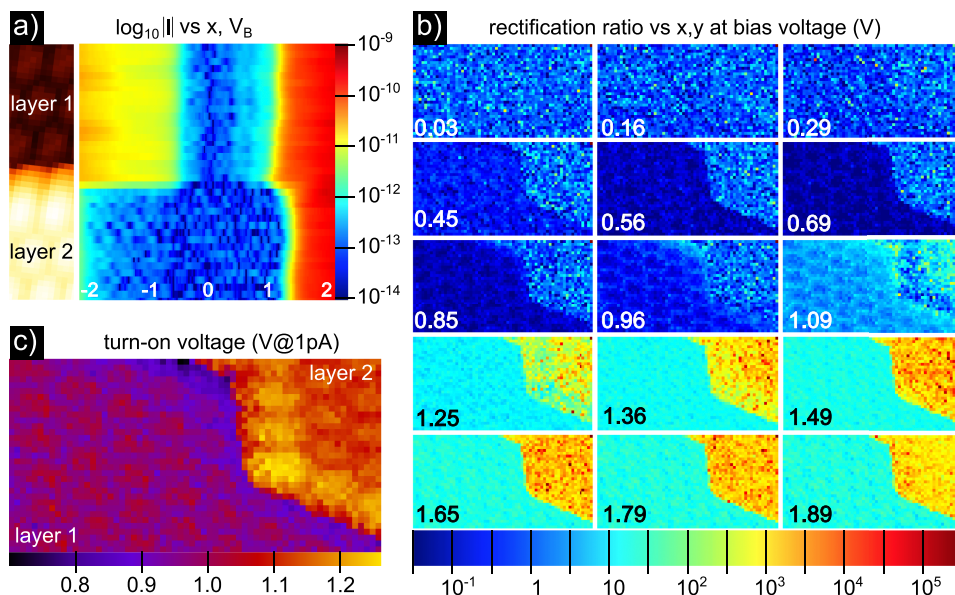 a)
log₁₀|I| vs x, V_B
layer 1
layer 2
-2 -1 0 1 2
10⁻⁹
10⁻¹⁰
10⁻¹¹
10⁻¹²
10⁻¹³
10⁻¹⁴
b)
rectification ratio vs x,y at bias voltage (V)
0.03 0.16 0.29
0.45 0.56 0.69
0.85 0.96 1.09
1.25 1.36 1.49
1.65 1.79 1.89
10⁻¹ 1 10 10² 10³ 10⁴ 10⁵
c)
turn-on voltage (V@1pA)
layer 2
layer 1
0.8 0.9 1.0 1.1 1.2